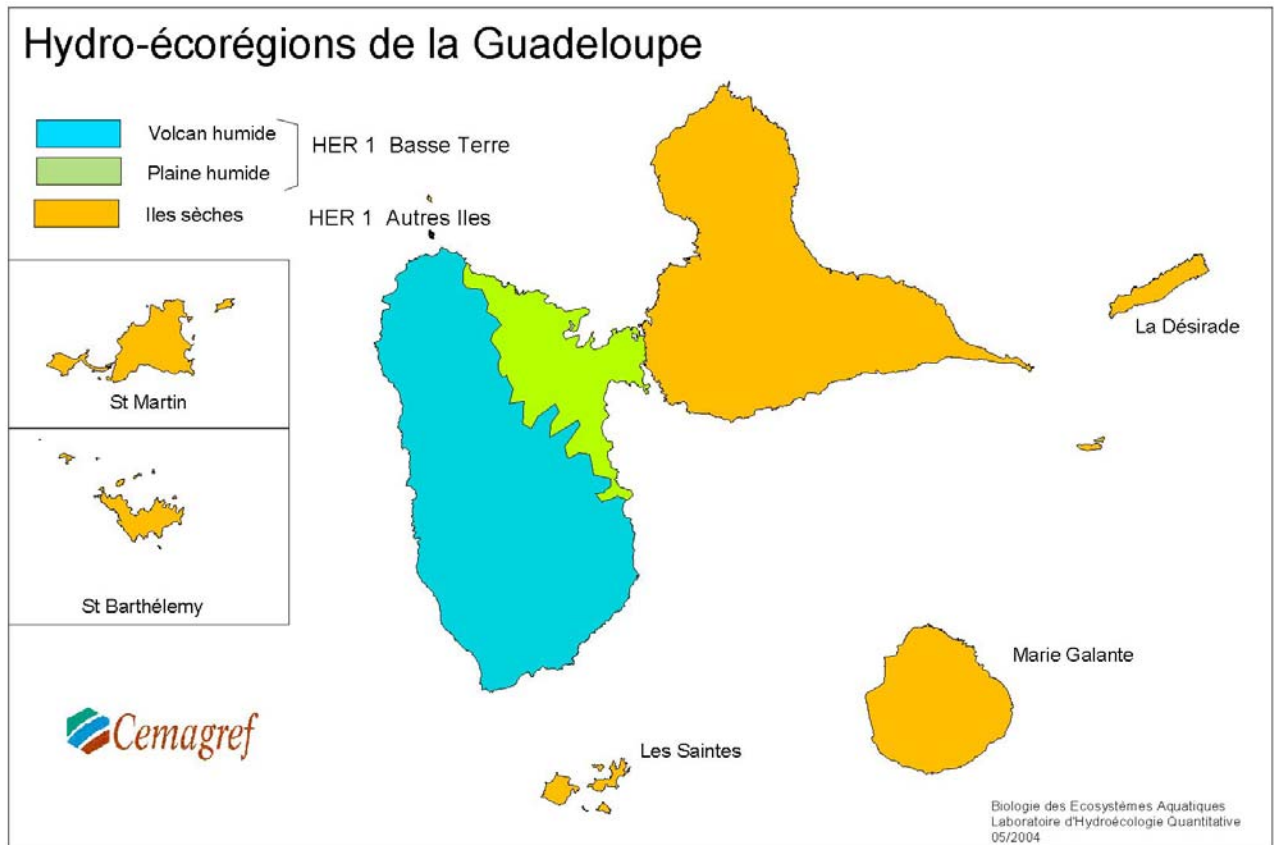 Hydro-écorégions de la Guadeloupe
Volcan humide
HER 1 Basse Terre
Plaine humide
Iles sèches
HER 1 Autres Iles
La Désirade
St Martin
St Barthélemy
Marie Galante
Cemagref
Les Saintes
Biologie des Ecosystèmes Aquatiques
Laboratoire d'Hydroécologie Quantitative
05/2004